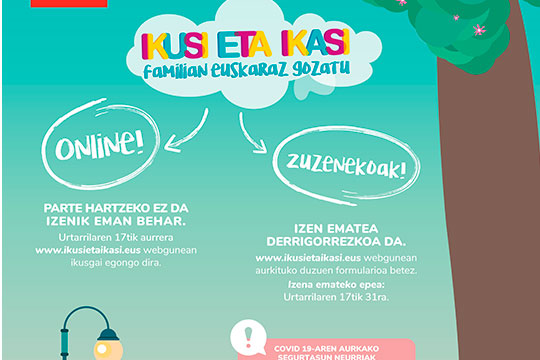 IKUSI ETA IKASI
familian euskaraz gozatu
ONLINE!
PARTE HARTZEKO EZ DA
IZENIK EMAN BEHAR.
Urtarrilaren 17tik aurrera
www.ikusietaikasi.eus webgunean
ikusgai egongo dira.
ZUZENEKOAK!
IZEN EMATEA
DERRIGORREZKOA DA.
www.ikusietaikasi.eus webgunean
aurkituko duzuen formularioa betez.
Izena emateko epea:
Urtarrilaren 17tik 31ra.
!
COVID 19-AREN AURKAKO
SEGURTASUN NEURRIAK